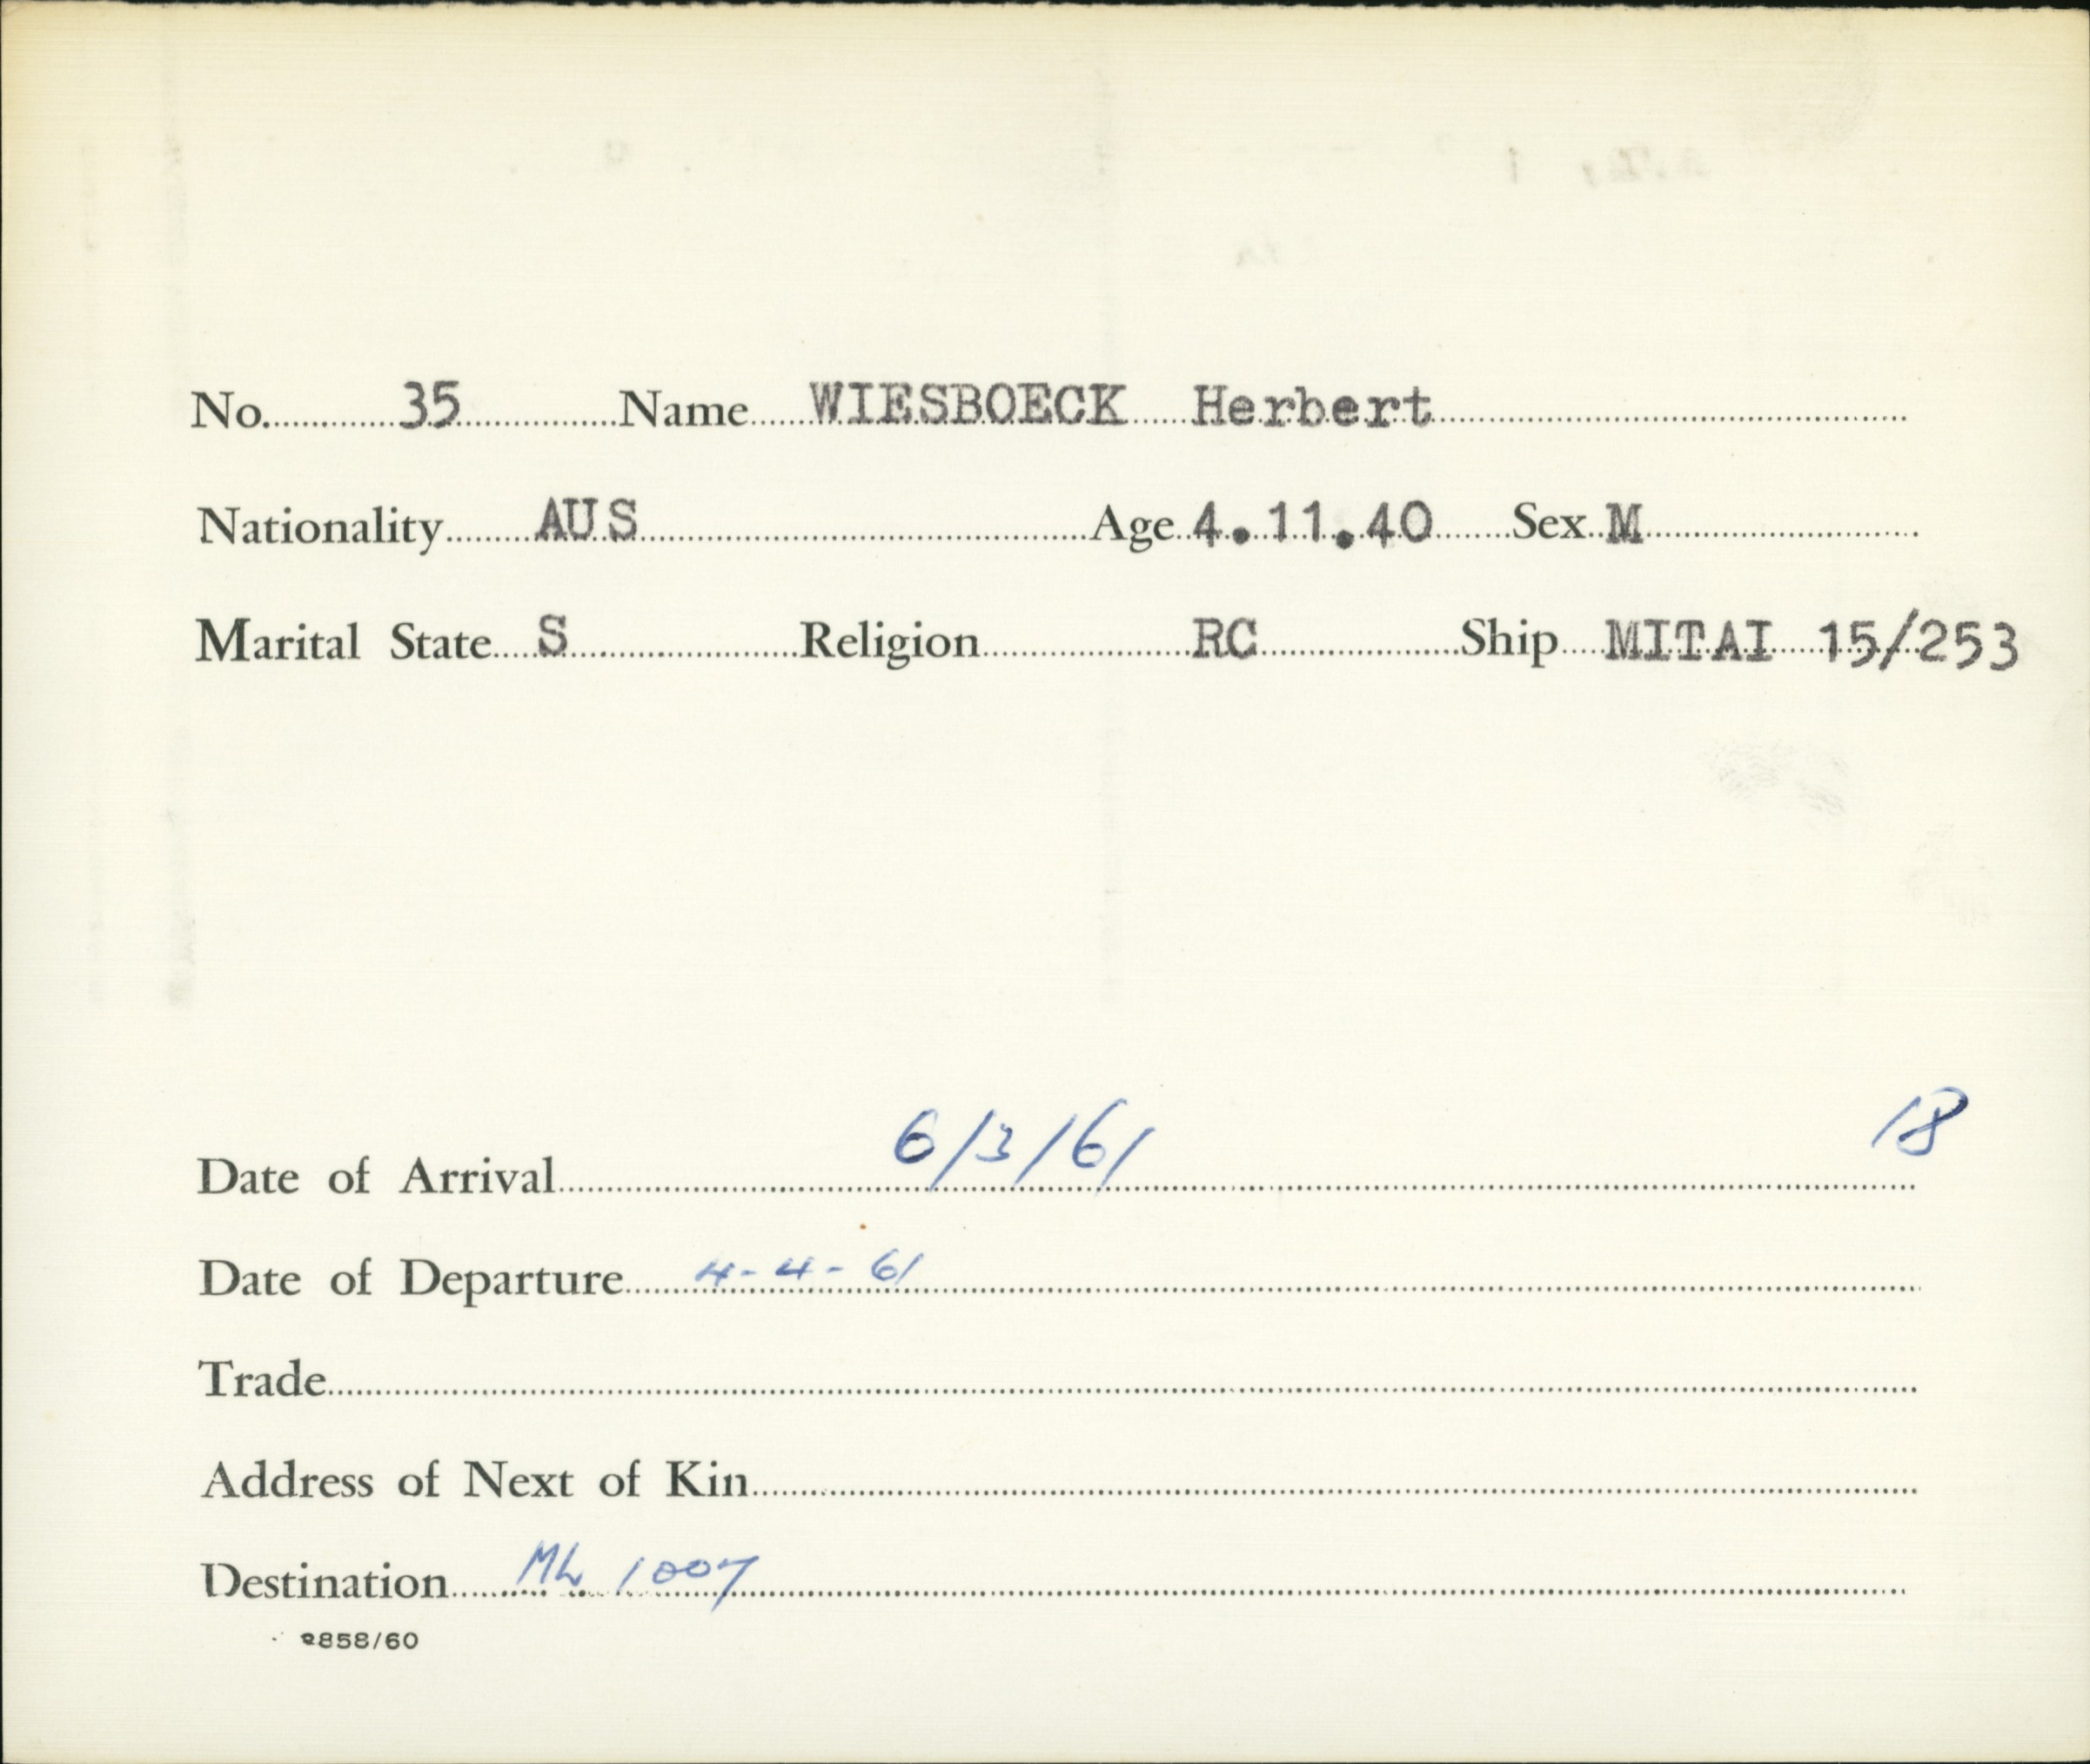 No. 35 Name WIESBOECK Herbert
Nationality AUS Age 4.11.40 Sex M
Marital State S Religion RC Ship MITAI 15/253
18
Date of Arrival 6/3/61
Date of Departure 4-4-61
Trade
Address of Next of Kin
Destination ML 1007
2858/60